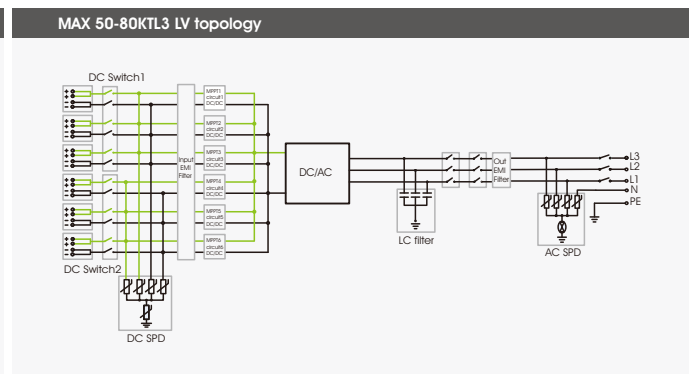 MAX 50-80KTL3 LV topology
DC Switch1
+
+
-
-
+
+
-
-
+
+
-
-
+
+
-
-
+
+
-
-
+
+
-
-
DC Switch2
Input
EMI
Filter
MPPT1
circuit1
DC/DC
MPPT2
circuit2
DC/DC
MPPT3
circuit3
DC/DC
MPPT4
circuit4
DC/DC
MPPT5
circuit5
DC/DC
MPPT6
circuit6
DC/DC
DC SPD
DC/AC
LC filter
Out
EMI
Filter
AC SPD
L3
L2
L1
N
PE